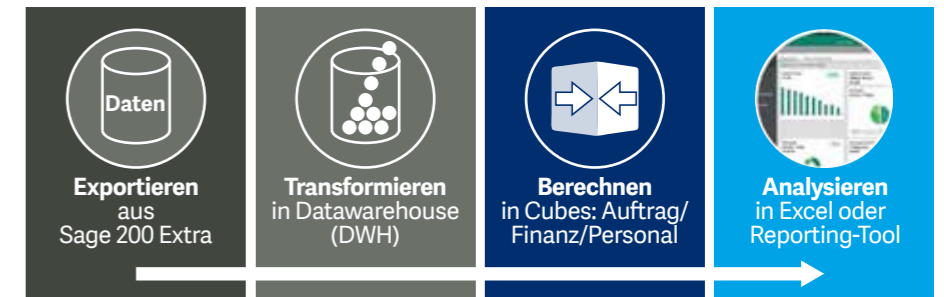 Daten
Exportieren
aus
Sage 200 Extra
Transformieren
in Datawarehouse
(DWH)
Berechnen
in Cubes: Auftrag/
Finanz/Personal
Analysieren
in Excel oder
Reporting-Tool